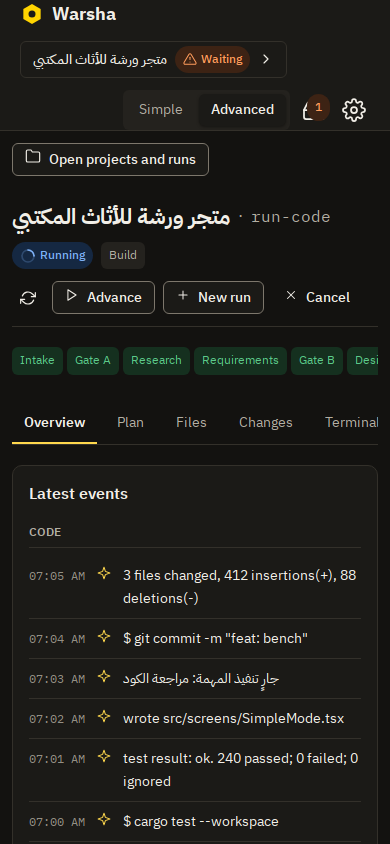 Warsha
متجر ورشة للأثاث المكتبي Waiting
Simple Advanced 1
Open projects and runs
متجر ورشة للأثاث المكتبي · run-code
Running Build
Advance New run Cancel
Intake Gate A Research Requirements Gate B Desi
Overview Plan Files Changes Terminal
Latest events
CODE
07:05 AM 3 files changed, 412 insertions(+), 88
deletions(-)
07:04 AM $ git commit -m "feat: bench"
07:03 AM جارٍ تنفيذ المهمة: مراجعة الكود
07:02 AM wrote src/screens/SimpleMode.tsx
07:01 AM test result: ok. 240 passed; 0 failed; 0
ignored
07:00 AM $ cargo test --workspace